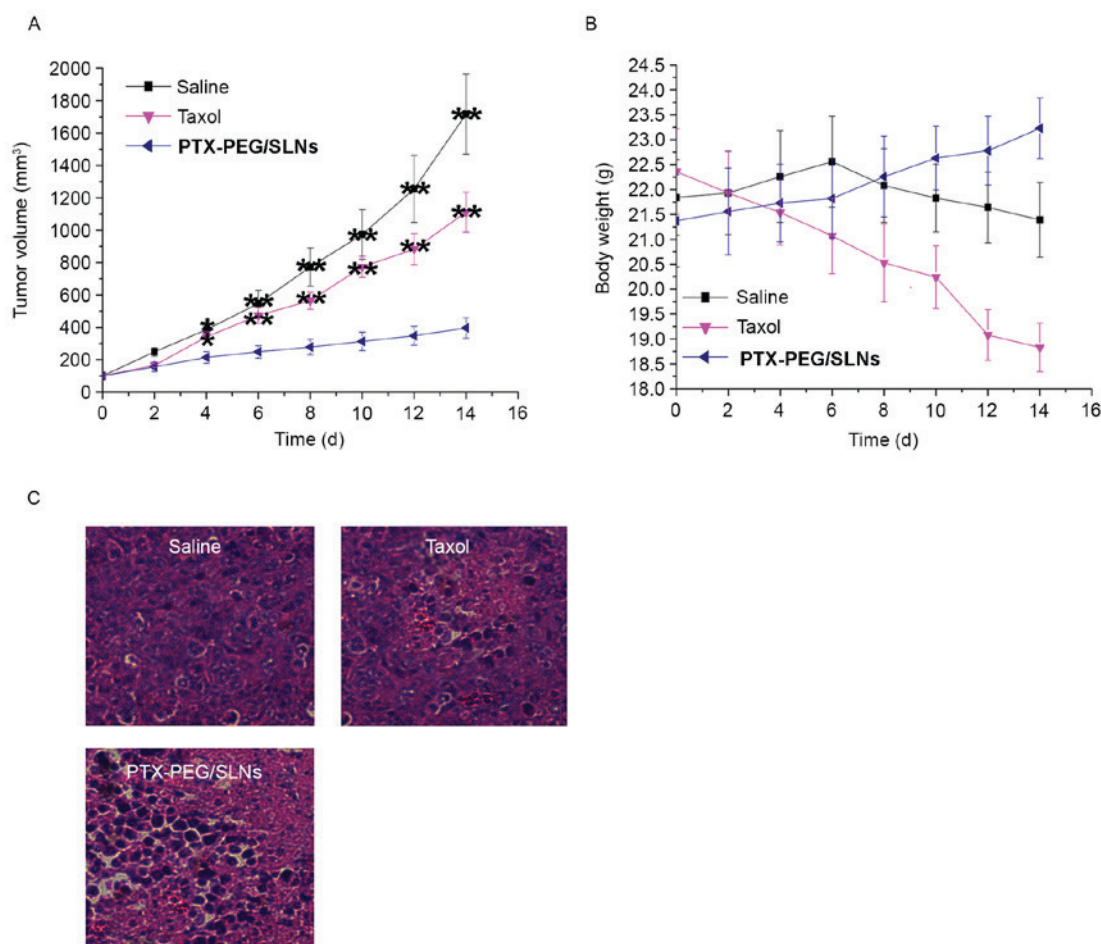 A
Tumor volume (mm³)
2000
1800
1600
1400
1200
1000
800
600
400
200
0
Saline
Taxol
PTX-PEG/SLNs
**
**
**
**
**
**
**
**
**
**
*
*
0 2 4 6 8 10 12 14 16
Time (d)
B
Body weight (g)
24.5
24.0
23.5
23.0
22.5
22.0
21.5
21.0
20.5
20.0
19.5
19.0
18.5
18.0
Saline
Taxol
PTX-PEG/SLNs
0 2 4 6 8 10 12 14 16
Time (d)
C
Saline
Taxol
PTX-PEG/SLNs